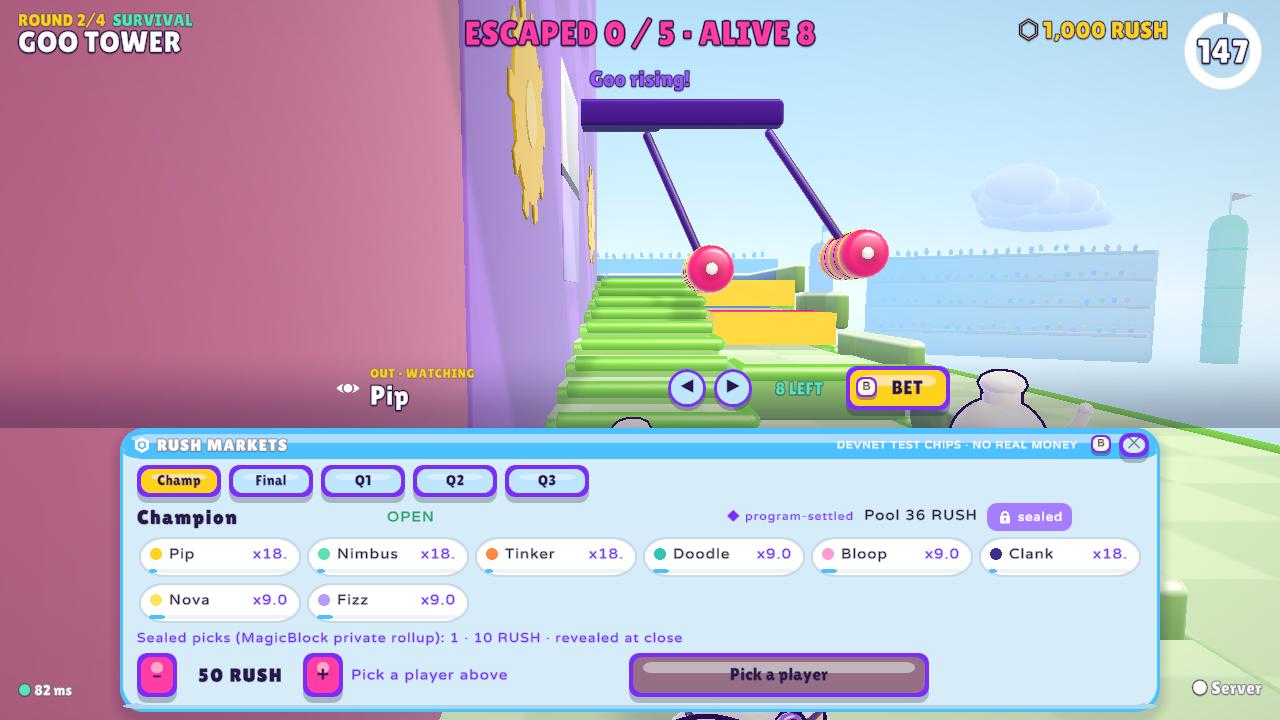 ROUND 2/4 SURVIVAL
GOO TOWER
ESCAPED 0 / 5 · ALIVE 8
1,000 RUSH
147
Goo rising!
OUT · WATCHING
Pip
8 LEFT
B BET
RUSH MARKETS
DEVNET TEST CHIPS · NO REAL MONEY
B
Champ
Final
Q1
Q2
Q3
Champion
OPEN
program-settled
Pool 36 RUSH
sealed
Pip x18.
Nimbus x18.
Tinker x18.
Doodle x9.0
Bloop x9.0
Clank x18.
Nova x9.0
Fizz x9.0
Sealed picks (MagicBlock private rollup): 1 · 10 RUSH · revealed at close
- 50 RUSH +
Pick a player above
Pick a player
82 ms
Server